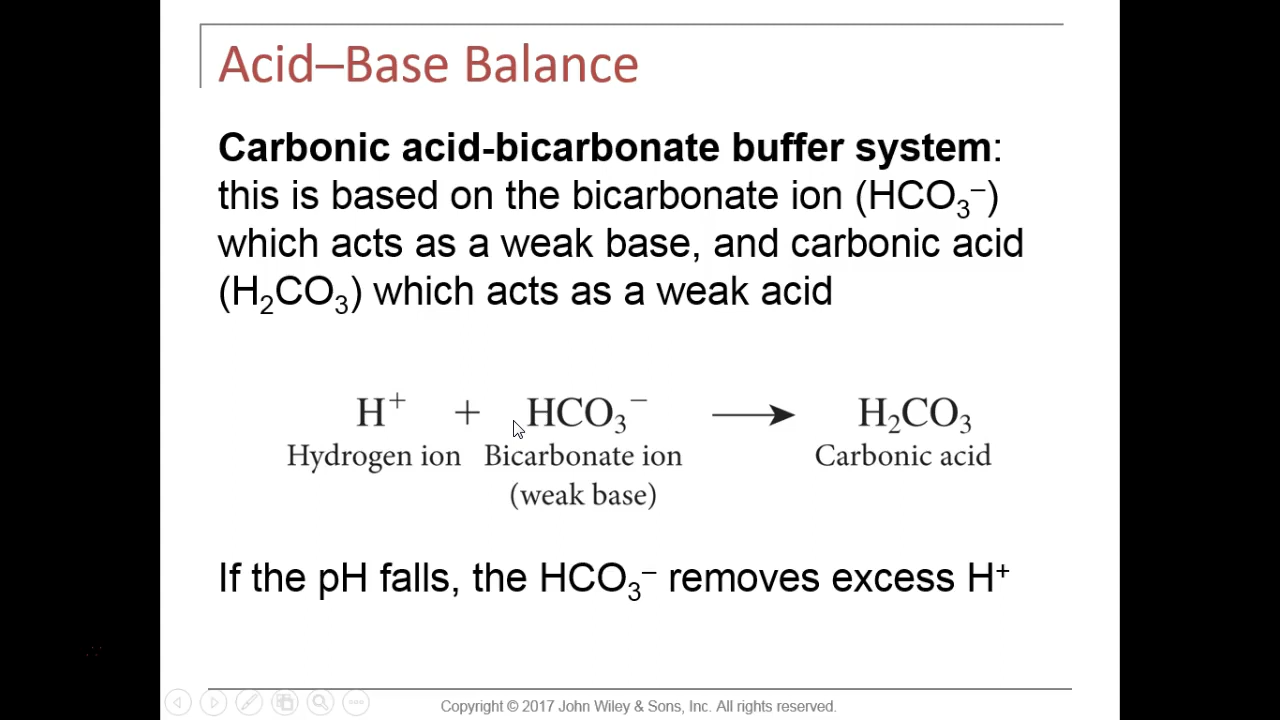 Acid–Base Balance
Carbonic acid-bicarbonate buffer system:
this is based on the bicarbonate ion (HCO₃⁻)
which acts as a weak base, and carbonic acid
(H₂CO₃) which acts as a weak acid
H⁺ + HCO₃⁻ ⟶ H₂CO₃
Hydrogen ion Bicarbonate ion Carbonic acid
(weak base)
If the pH falls, the HCO₃⁻ removes excess H⁺
Copyright © 2017 John Wiley & Sons, Inc. All rights reserved.